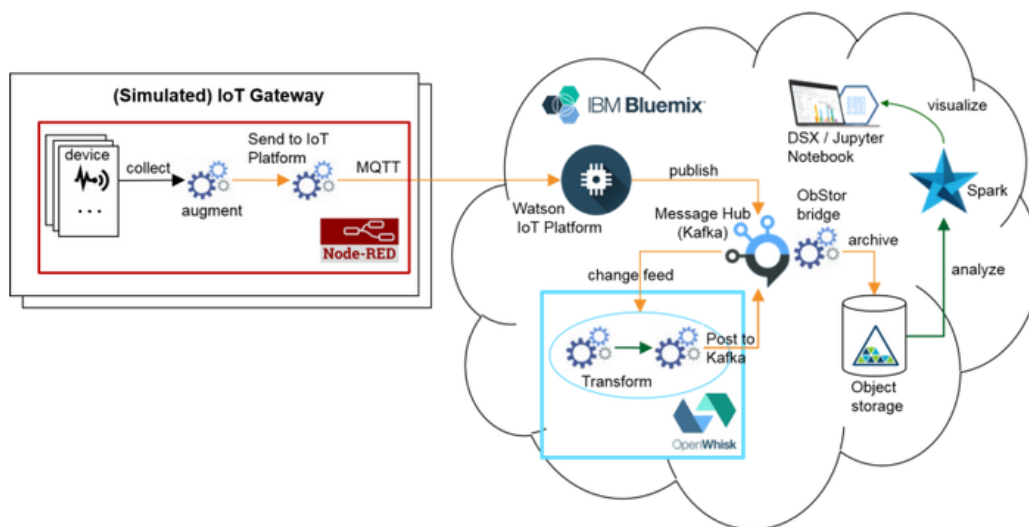 (Simulated) IoT Gateway
device
...
collect
augment
Send to IoT
Platform
MQTT
Node-RED
IBM Bluemix™
Watson
IoT Platform
publish
Message Hub
(Kafka)
ObStor
bridge
archive
change feed
Transform
Post to
Kafka
OpenWhisk
Object
storage
analyze
Spark
visualize
DSX / Jupyter
Notebook